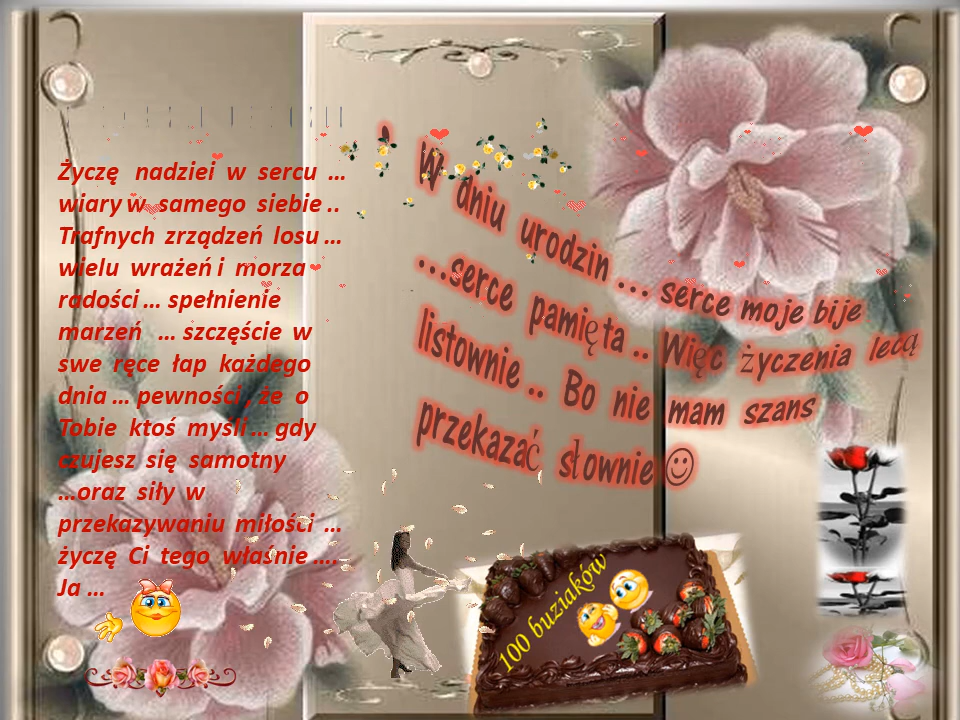 Życzę nadziei w sercu ...
wiary w samego siebie ..
Trafnych zrządzeń losu ...
wielu wrażeń i morza
radości ... spełnienie
marzeń ... szczęście w
swe ręce łap każdego
dnia ... pewności , że o
Tobie ktoś myśli ... gdy
czujesz się samotny
...oraz siły w
przekazywaniu miłości ...
życzę Ci tego właśnie ....
Ja ...
W dniu urodzin ... serce moje bije
...serce pamięta .. Więc życzenia lecą
listownie .. Bo nie mam szans
przekazać słownie ☺
100 buziaków